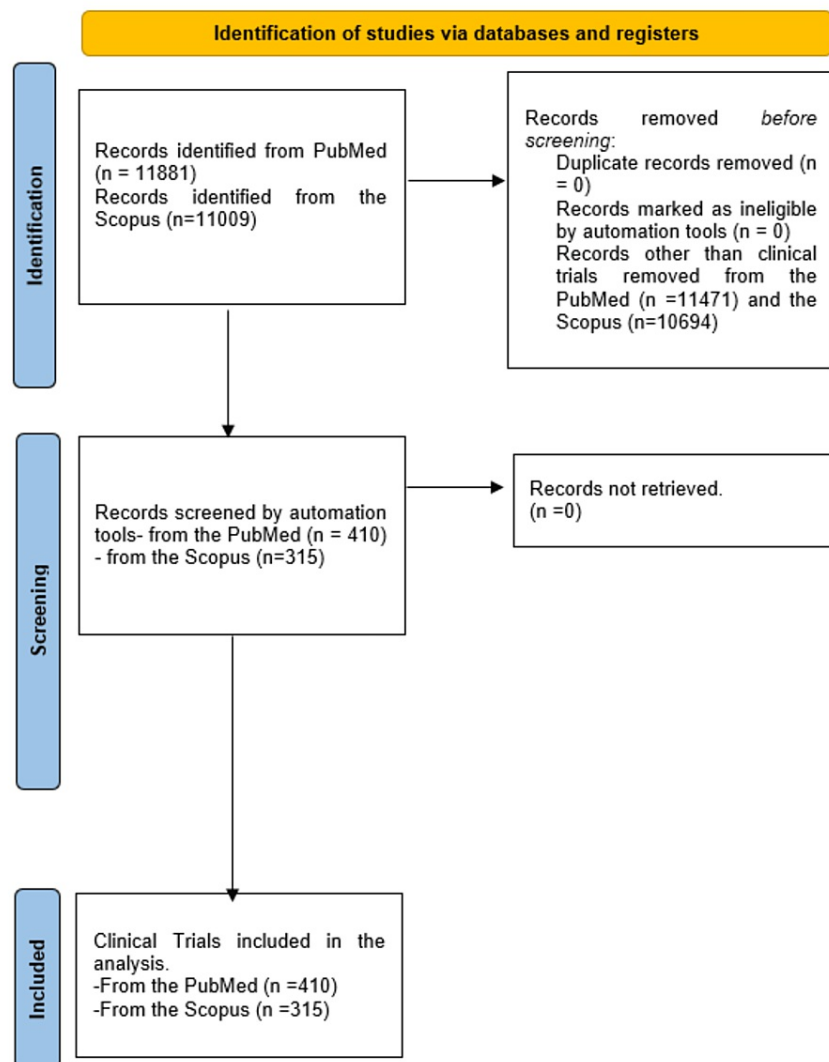 Identification of studies via databases and registers
Identification
Records identified from PubMed
(n = 11881)
Records identified from the
Scopus (n=11009)
Records removed before
screening:
Duplicate records removed (n
= 0)
Records marked as ineligible
by automation tools (n = 0)
Records other than clinical
trials removed from the
PubMed (n =11471) and the
Scopus (n=10694)
Screening
Records screened by automation
tools- from the PubMed (n = 410)
- from the Scopus (n=315)
Records not retrieved.
(n =0)
Included
Clinical Trials included in the
analysis.
-From the PubMed (n =410)
-From the Scopus (n =315)